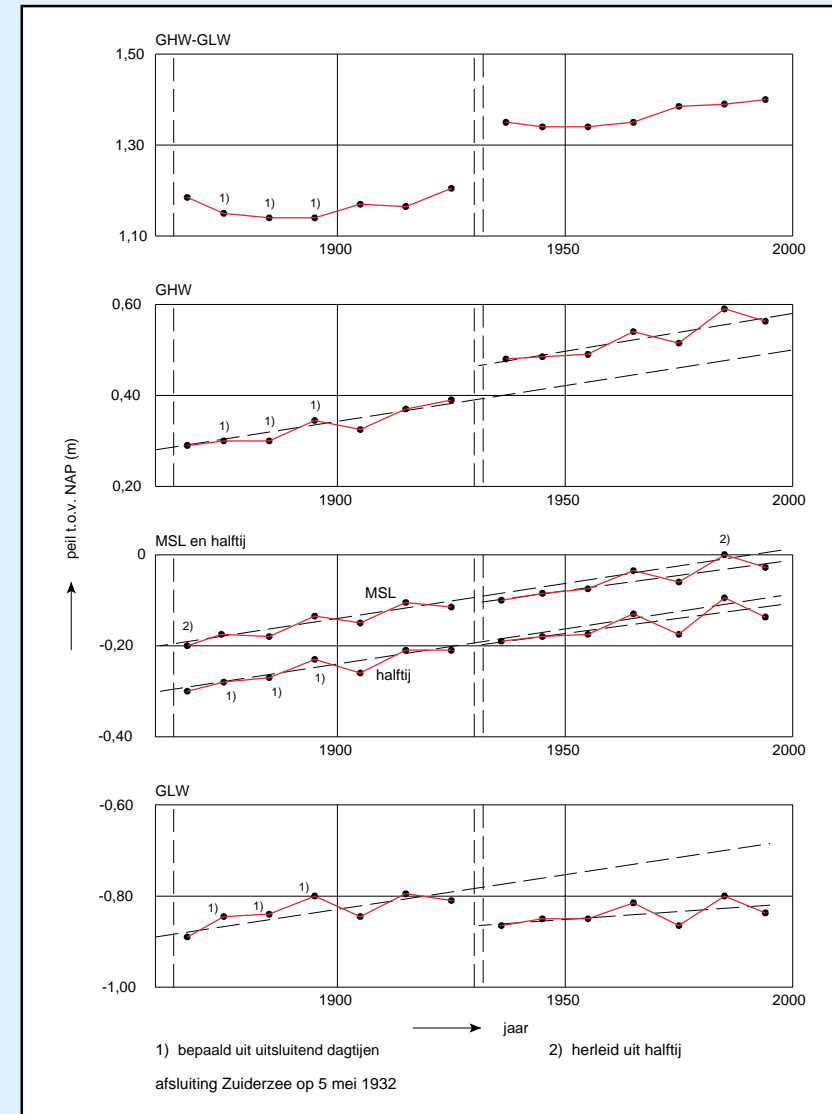 GHW-GLW
1,50
1,30
1) 1) 1)
1,10
1900 1950 2000
GHW
0,60
0,40
1) 1) 1)
0,20
1900 1950 2000
peil t.o.v. NAP (m)
MSL en halftij
0
2)
MSL
2)
-0,20
halftij
1) 1) 1)
-0,40
1900 1950 2000
GLW
-0,60
-0,80
1) 1) 1)
-1,00
1900 1950 2000
jaar
1) bepaald uit uitsluitend dagtijen
2) herleid uit halftij
afsluiting Zuiderzee op 5 mei 1932